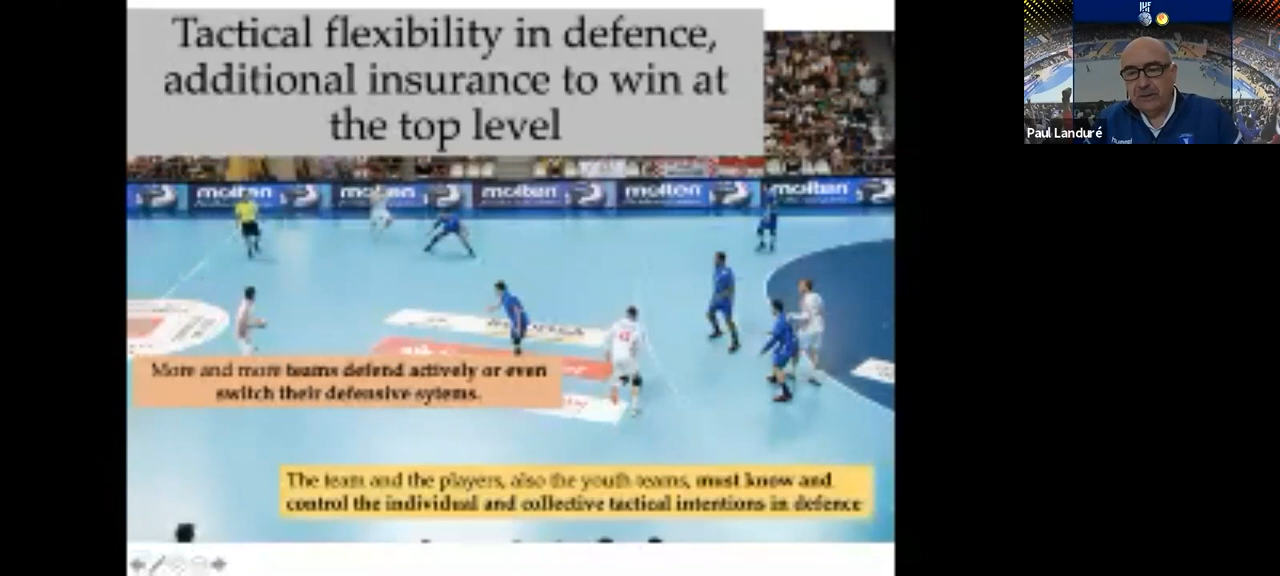 Tactical flexibility in defence,
additional insurance to win at
the top level
IHF
Paul Landuré
molten molten molten molten molten
More and more teams defend actively or even
switch their defensive sytems.
The team and the players, also the youth teams, must know and
control the individual and collective tactical intentions in defence